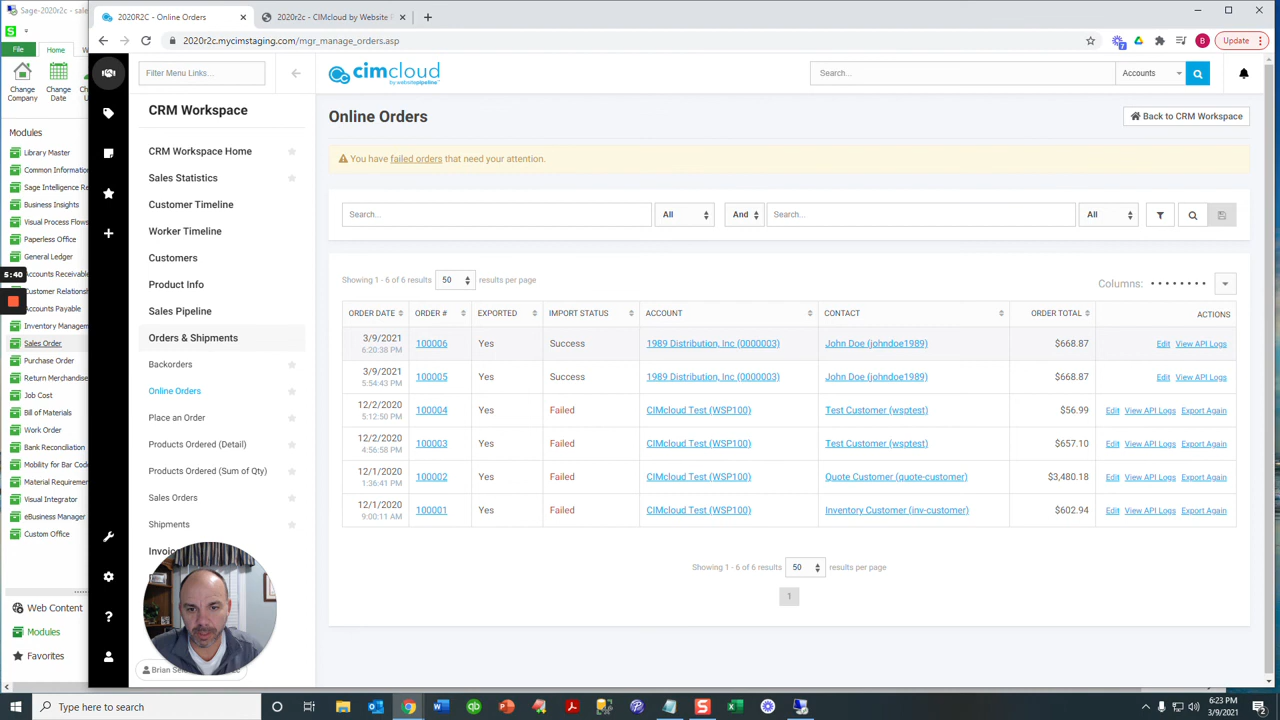 Sage-2020r2c - sale
2020R2C - Online Orders
2020r2c - CIMcloud by Website P
2020r2c.mycimstaging.com/mgr_manage_orders.asp
7
B
Update
File
Home
Change Company
Change Date
Modules
Library Master
Common Informatio
Sage Intelligence Re
Business Insights
Visual Process Flows
Paperless Office
General Ledger
Accounts Receivabl
Customer Relations
Accounts Payable
Inventory Managem
Sales Order
Purchase Order
Return Merchandise
Job Cost
Bill of Materials
Work Order
Bank Reconciliation
Mobility for Bar Code
Material Requireme
Visual Integrator
eBusiness Manager
Custom Office
Web Content
Modules
Favorites
5:40
Filter Menu Links...
CRM Workspace
CRM Workspace Home
Sales Statistics
Customer Timeline
Worker Timeline
Customers
Product Info
Sales Pipeline
Orders & Shipments
Backorders
Online Orders
Place an Order
Products Ordered (Detail)
Products Ordered (Sum of Qty)
Sales Orders
Shipments
Invoic
cimcloud
by websitepipeline
Search...
Accounts
Online Orders
Back to CRM Workspace
You have failed orders that need your attention.
Search... All And Search... All
Showing 1 - 6 of 6 results 50 results per page
Columns:
ORDER DATE ORDER # EXPORTED IMPORT STATUS ACCOUNT CONTACT ORDER TOTAL ACTIONS
3/9/2021 6:20:38 PM 100006 Yes Success 1989 Distribution, Inc (0000003) John Doe (johndoe1989) $668.87 Edit View API Logs
3/9/2021 5:54:43 PM 100005 Yes Success 1989 Distribution, Inc (0000003) John Doe (johndoe1989) $668.87 Edit View API Logs
12/2/2020 5:12:50 PM 100004 Yes Failed CIMcloud Test (WSP100) Test Customer (wsptest) $56.99 Edit View API Logs Export Again
12/2/2020 4:56:58 PM 100003 Yes Failed CIMcloud Test (WSP100) Test Customer (wsptest) $657.10 Edit View API Logs Export Again
12/1/2020 1:36:41 PM 100002 Yes Failed CIMcloud Test (WSP100) Quote Customer (quote-customer) $3,480.18 Edit View API Logs Export Again
12/1/2020 9:00:11 AM 100001 Yes Failed CIMcloud Test (WSP100) Inventory Customer (inv-customer) $602.94 Edit View API Logs Export Again
Showing 1 - 6 of 6 results 50 results per page
1
Type here to search
6:23 PM
3/9/2021